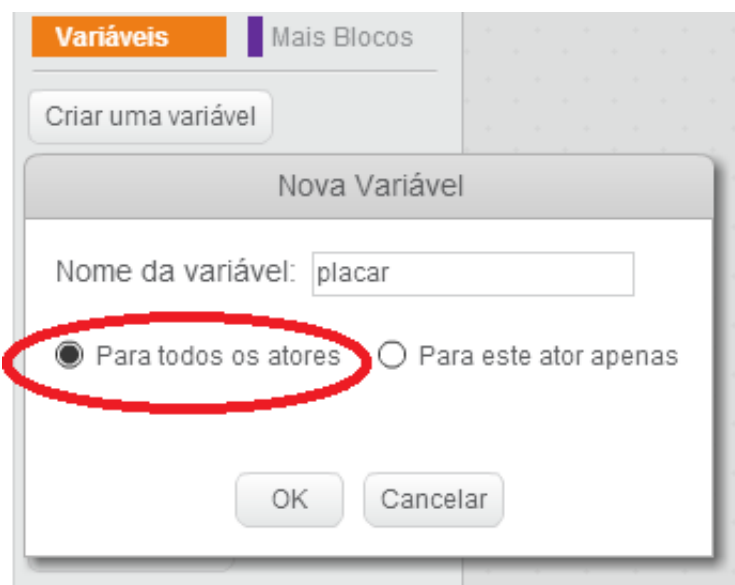 Variáveis Mais Blocos
Criar uma variável
Nova Variável
Nome da variável: placar
Para todos os atores Para este ator apenas
OK Cancelar